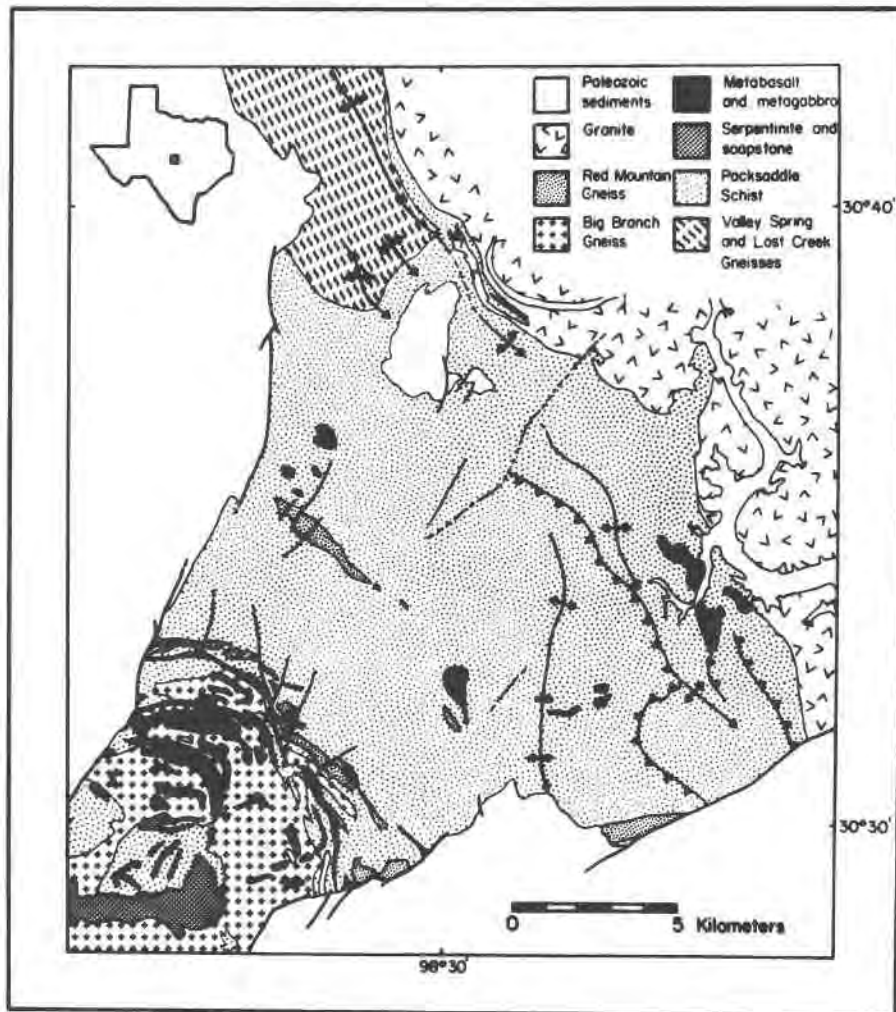 Paleozoic
sediments
Granite
Red Mountain
Gneiss
Big Branch
Gneiss
Metabasalt
and metagabbro
Serpentinite and
soapstone
Packsaddle
Schist
Valley Spring
and Lost Creek
Gneisses
30°40'
30°30'
0 5 Kilometers
98°30'